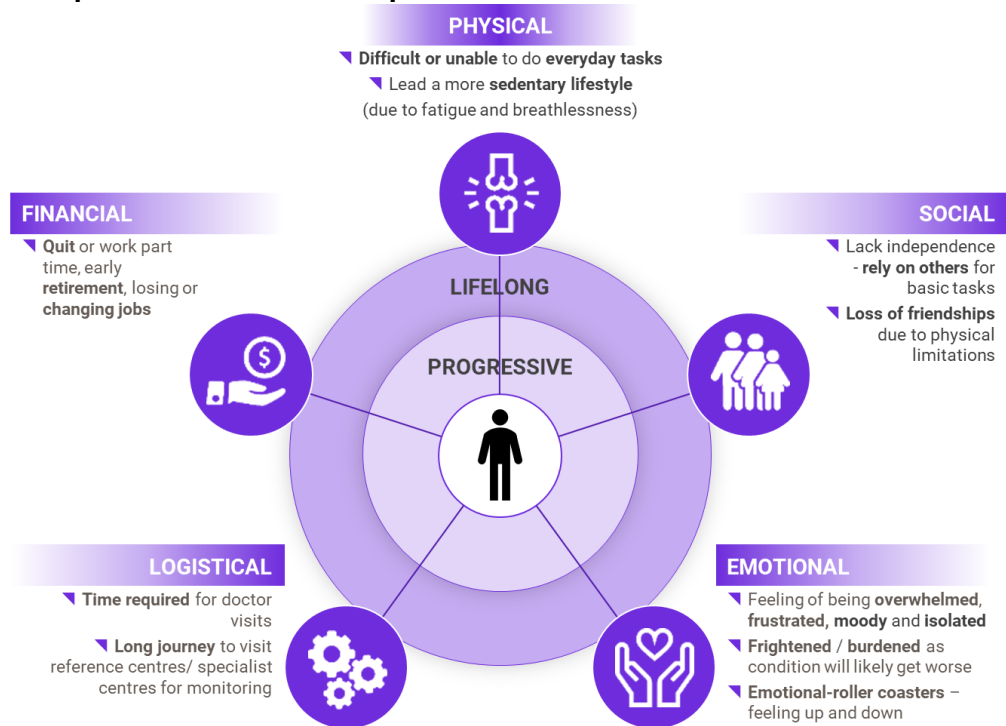 PHYSICAL
Difficult or unable to do everyday tasks
Lead a more sedentary lifestyle
(due to fatigue and breathlessness)
FINANCIAL
Quit or work part
time, early
retirement, losing or
changing jobs
SOCIAL
Lack independence
- rely on others for
basic tasks
Loss of friendships
due to physical
limitations
LIFELONG
PROGRESSIVE
$
LOGISTICAL
Time required for doctor
visits
Long journey to visit
reference centres/ specialist
centres for monitoring
EMOTIONAL
Feeling of being overwhelmed,
frustrated, moody and isolated
Frightened / burdened as
condition will likely get worse
Emotional-roller coasters –
feeling up and down